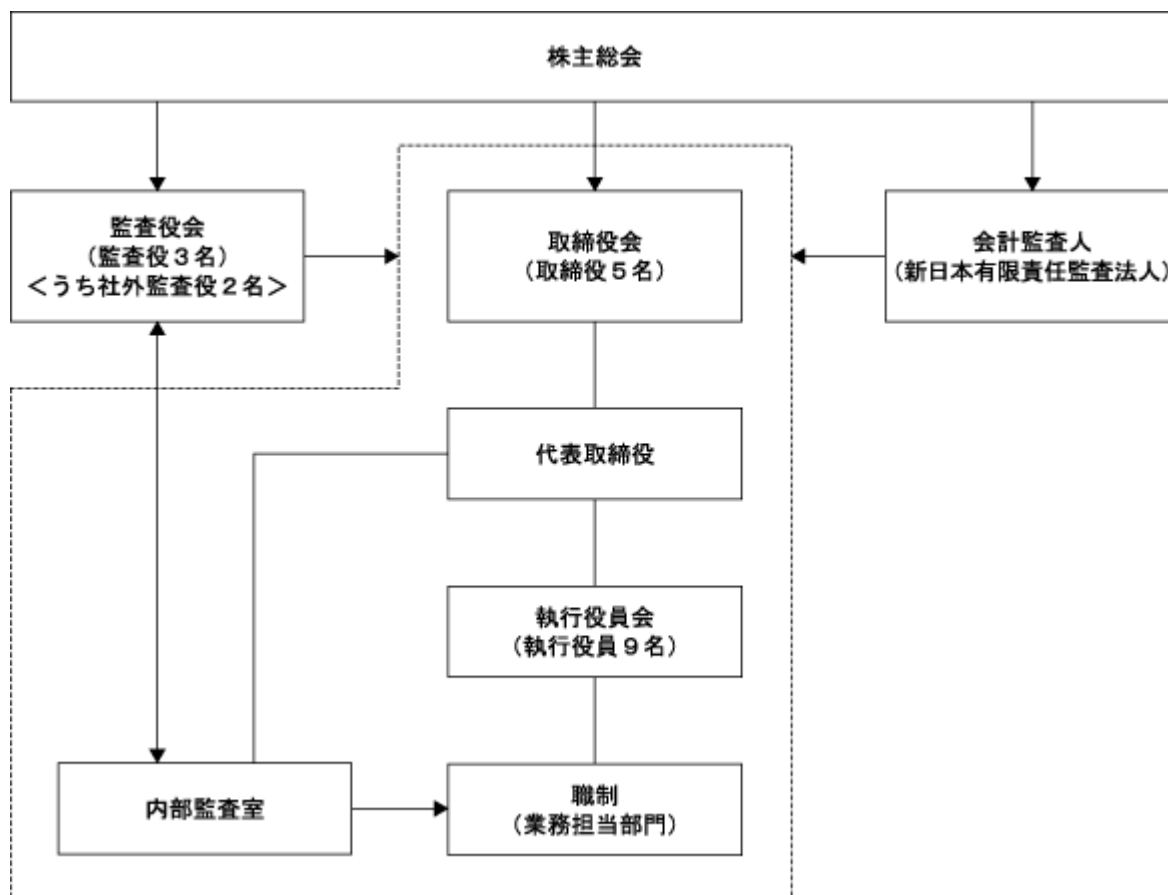 株主総会
監査役会
（監査役３名）
＜うち社外監査役２名＞
取締役会
（取締役５名）
会計監査人
（新日本有限責任監査法人）
代表取締役
執行役員会
（執行役員９名）
内部監査室
職制
（業務担当部門）